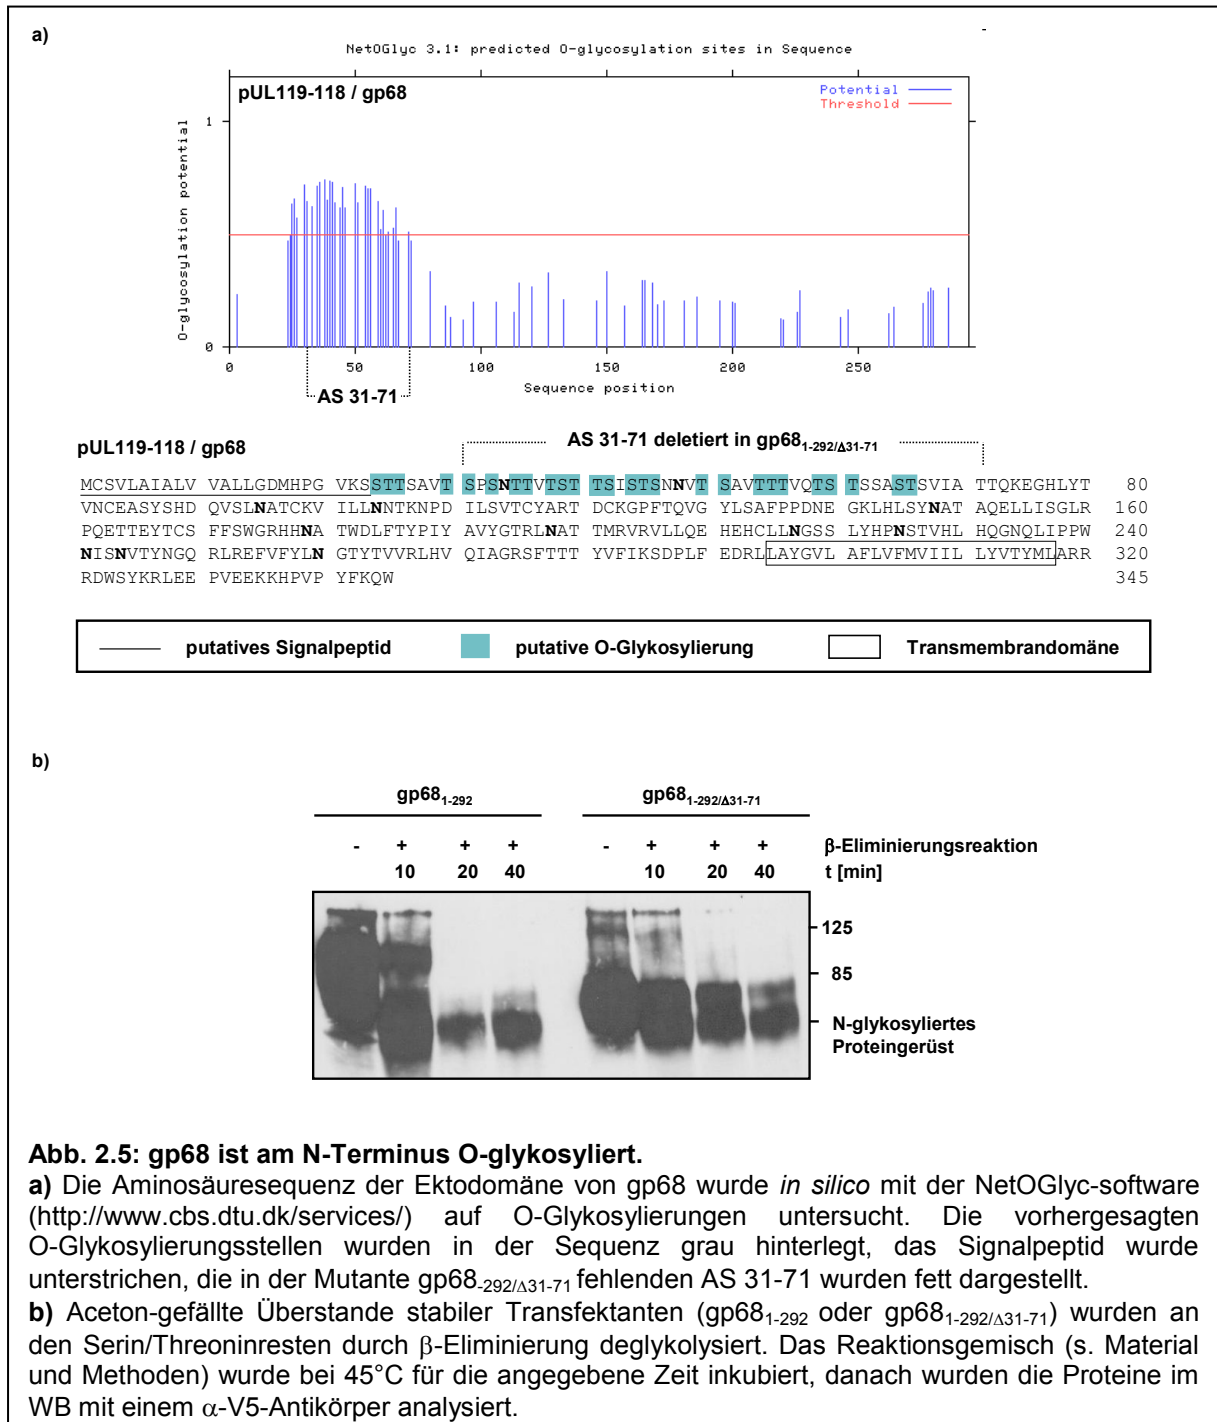 a)
NetOGlyc 3.1: predicted O-glycosylation sites in Sequence
pUL119-118 / gp68
Potential
Threshold
O-glycosylation potential
1
0
0 50 100 150 200 250
Sequence position
AS 31-71
pUL119-118 / gp68
AS 31-71 deletiert in gp681-292/Δ31-71
MCSVLAIALV VALLGDMHPG VKSSTTSAVT SPSNTTVTST TSISTSNNVT SAVTTTVQTS TSSASTSVIA TTQKEGHLYT 80
VNCEASYSHD QVSLNATCKV ILLNNTKNPD ILSVTCYART DCKGPFTQVG YLSAFPPDNE GKLHLSYNAT AQELLISGLR 160
PQETTEYTCS FFSWGRHHNA TWDLFTYPIY AVYGTRLNAT TMRVRVLLQE HEHCLLNGSS LYHPNSTVHL HQGNQLIPPW 240
NISNVTYNGQ RLREFVFYLN GTYTVVRLHV QIAGRSFTTT YVFIKSDPLF EDRLLAYGVL AFLVFMVIIL LYVTYMLARR 320
RDWSYKRLEE PVEEKKHPVP YFKQW 345
putatives Signalpeptid putative O-Glykosylierung Transmembrandomäne
b)
gp681-292 gp681-292/Δ31-71
- + + + - + + + β-Eliminierungsreaktion
10 20 40 10 20 40 t [min]
125
85
N-glykosyliertes
Proteingerüst
Abb. 2.5: gp68 ist am N-Terminus O-glykosyliert.
a) Die Aminosäuresequenz der Ektodomäne von gp68 wurde in silico mit der NetOGlyc-software
(http://www.cbs.dtu.dk/services/) auf O-Glykosylierungen untersucht. Die vorhergesagten
O-Glykosylierungsstellen wurden in der Sequenz grau hinterlegt, das Signalpeptid wurde
unterstrichen, die in der Mutante gp68-292/Δ31-71 fehlenden AS 31-71 wurden fett dargestellt.
b) Aceton-gefällte Überstande stabiler Transfektanten (gp681-292 oder gp681-292/Δ31-71) wurden an
den Serin/Threoninresten durch β-Eliminierung deglykolysiert. Das Reaktionsgemisch (s. Material
und Methoden) wurde bei 45°C für die angegebene Zeit inkubiert, danach wurden die Proteine im
WB mit einem α-V5-Antikörper analysiert.